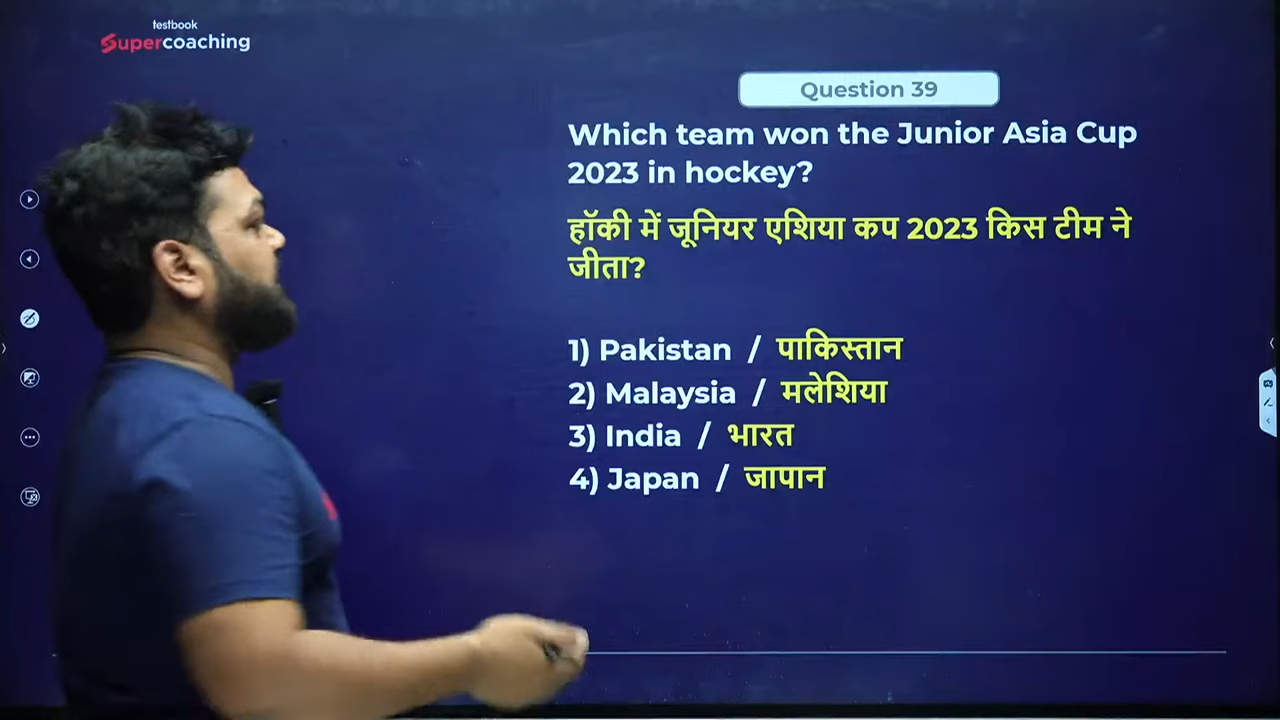 testbook
Supercoaching
Question 39
Which team won the Junior Asia Cup
2023 in hockey?
हॉकी में जूनियर एशिया कप 2023 किस टीम ने
जीता?
1) Pakistan / पाकिस्तान
2) Malaysia / मलेशिया
3) India / भारत
4) Japan / जापान